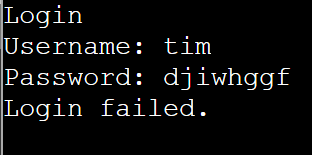 Login
Username: tim
Password: djiwhggf
Login failed.